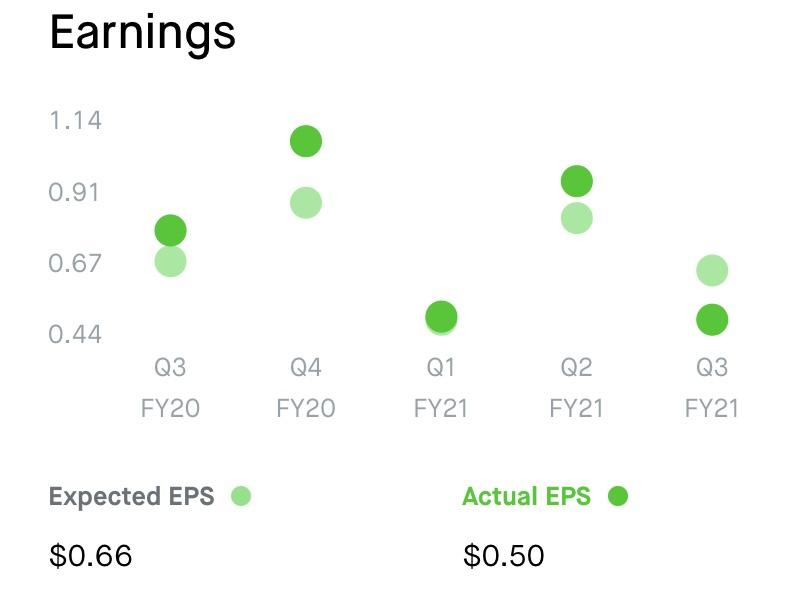 Earnings
1.14
0.91
0.67
0.44
Q3 Q4 Q1 Q2 Q3
FY20 FY20 FY21 FY21 FY21
Expected EPS Actual EPS
$0.66 $0.50